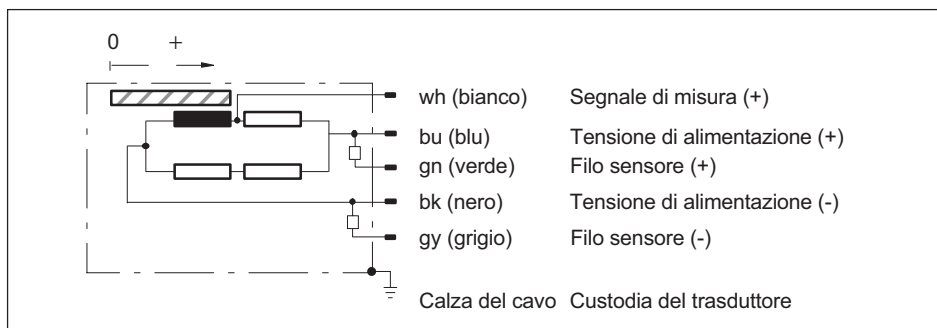 0 +
wh (bianco) Segnale di misura (+)
bu (blu) Tensione di alimentazione (+)
gn (verde) Filo sensore (+)
bk (nero) Tensione di alimentazione (-)
gy (grigio) Filo sensore (-)
Calza del cavo Custodia del trasduttore